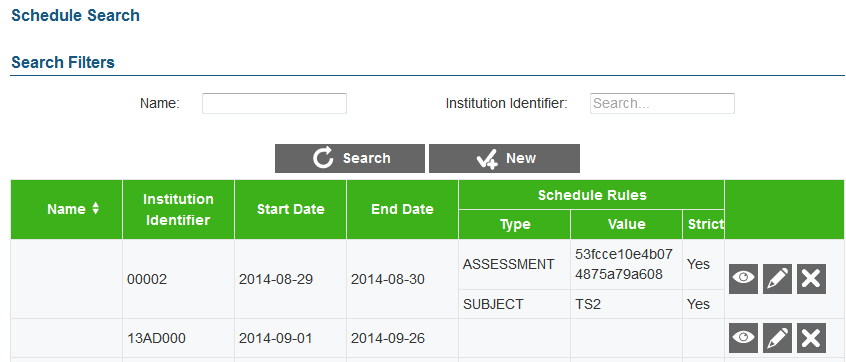 Schedule Search
Search Filters
Name:
Institution Identifier: Search...
Search New
Name Institution Identifier Start Date End Date Schedule Rules
Type Value Strict
00002 2014-08-29 2014-08-30 ASSESSMENT 53fcce10e4b07
4875a79a608 Yes
SUBJECT TS2 Yes
13AD000 2014-09-01 2014-09-26